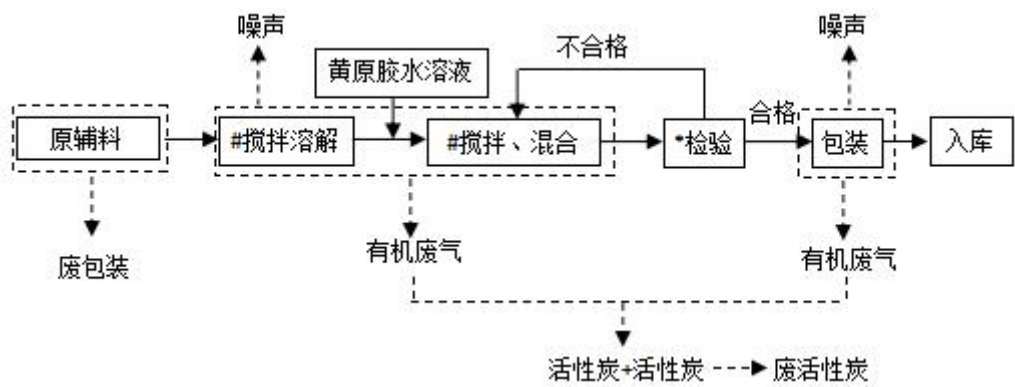 噪声
噪声
不合格
黄原胶水溶液
合格
原辅料
#搅拌溶解
#搅拌、混合
*检验
包装
入库
有机废气
有机废气
废包装
活性炭+活性炭
废活性炭